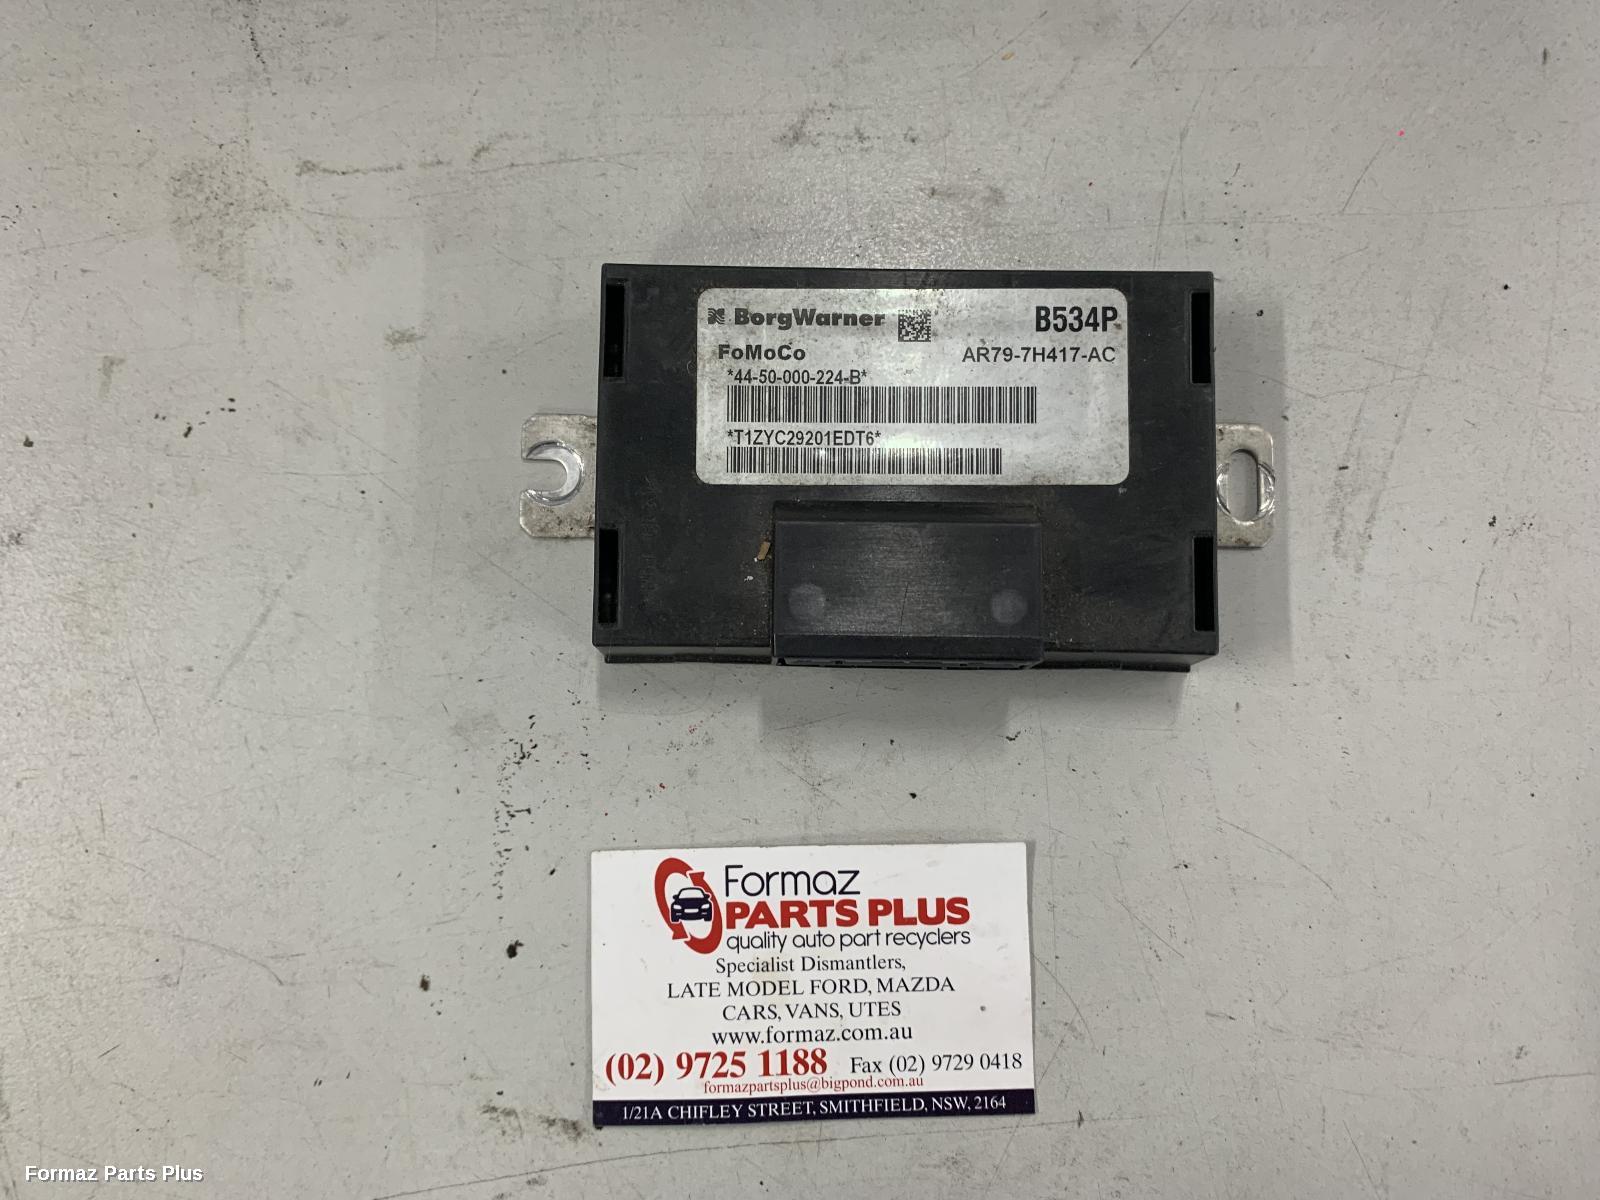 BorgWarner
B534P
FoMoCo
AR79-7H417-AC
*44-50-000-224-B*
*T1ZYC29201EDT6*
Formaz
PARTS PLUS
quality auto part recyclers
Specialist Dismantlers,
LATE MODEL FORD, MAZDA
CARS, VANS, UTES
www.formaz.com.au
(02) 9725 1188 Fax (02) 9729 0418
formazpartsplus@bigpond.com.au
1/21A CHIFLEY STREET, SMITHFIELD, NSW, 2164
Formaz Parts Plus